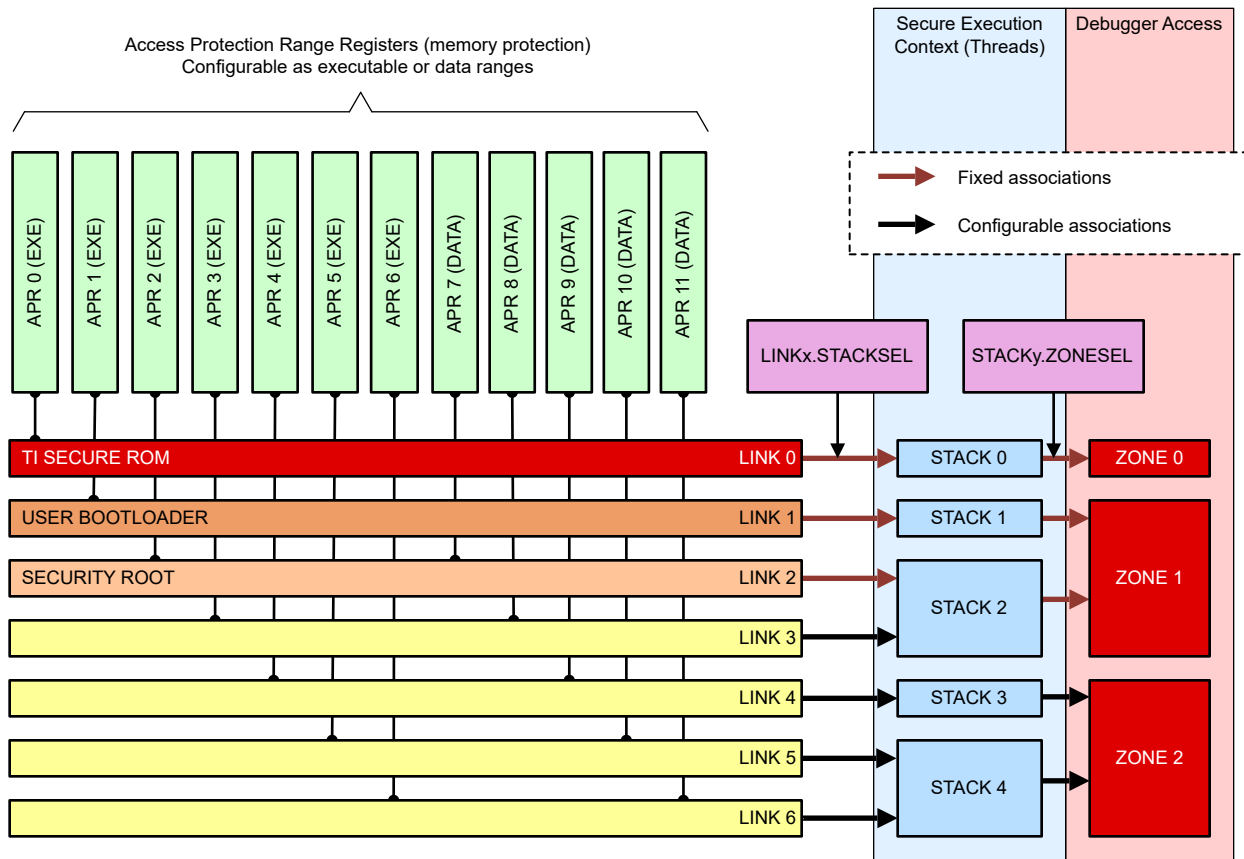 Access Protection Range Registers (memory protection)
Configurable as executable or data ranges
Secure Execution
Context (Threads)
Debugger Access
Fixed associations
Configurable associations
APR 0 (EXE)
APR 1 (EXE)
APR 2 (EXE)
APR 3 (EXE)
APR 4 (EXE)
APR 5 (EXE)
APR 6 (EXE)
APR 7 (DATA)
APR 8 (DATA)
APR 9 (DATA)
APR 10 (DATA)
APR 11 (DATA)
LINKx.STACKSEL
STACKy.ZONESEL
TI SECURE ROM
LINK 0
STACK 0
ZONE 0
USER BOOTLOADER
LINK 1
STACK 1
ZONE 1
SECURITY ROOT
LINK 2
STACK 2
LINK 3
LINK 4
STACK 3
ZONE 2
LINK 5
STACK 4
LINK 6